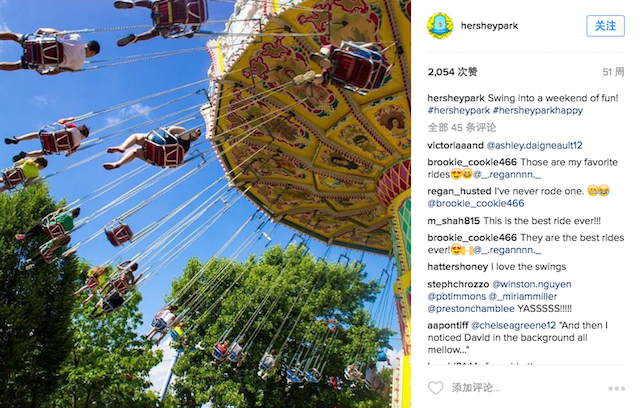 hersheypark
关注
2,054 次赞
51 周
hersheypark Swing into a weekend of fun!
#hersheypark #hersheyparkhappy
全部 45 条评论
victoriaaand @ashley.daigneault12
brookie_cookie466 Those are my favorite
rides😍😸@_.regannnn._
regan_husted I've never rode one. 😬😂
@brookie_cookie466
m_shah815 This is the best ride ever!!!
brookie_cookie466 They are the best rides
ever!😍🙌@_.regannnn._
hattershoney I love the swings
stephchrozzo @winston.nguyen
@pbtimmons @_miriammiller
@prestonchamblee YASSSS!!!!!
aapontiff @chelseagreene12 "And then I
noticed David in the background all
mellow..."
添加评论...